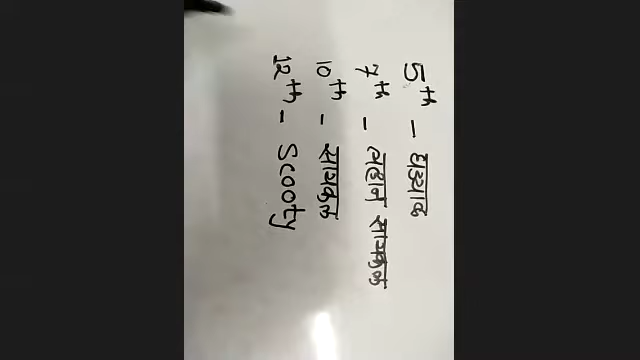 5th - घड्याळ
7th - लहान सायकल
10th - सायकल
12th - Scooty